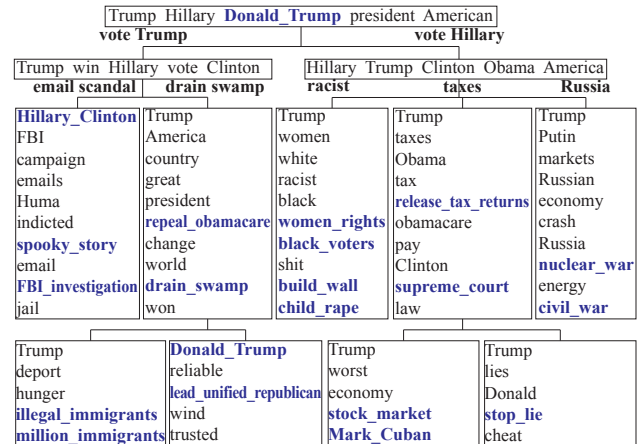 Trump Hillary Donald_Trump president American
vote Trump
vote Hillary
Trump win Hillary vote Clinton
Hillary Trump Clinton Obama America
email scandal
drain swamp
racist
taxes
Russia
Hillary_Clinton
FBI
campaign
emails
Huma
indicted
spooky_story
email
FBI_investigation
jail
Trump
America
country
great
president
repeal_obamacare
change
world
drain_swamp
won
Trump
women
white
racist
black
women_rights
black_voters
shit
build_wall
child_rape
Trump
taxes
Obama
tax
release_tax_returns
obamacare
pay
Clinton
supreme_court
law
Trump
Putin
markets
Russian
economy
crash
Russia
nuclear_war
energy
civil_war
Trump
deport
hunger
illegal_immigrants
million_immigrants
Donald_Trump
reliable
lead_unified_republican
wind
trusted
Trump
worst
economy
stock_market
Mark_Cuban
Trump
lies
Donald
stop_lie
cheat